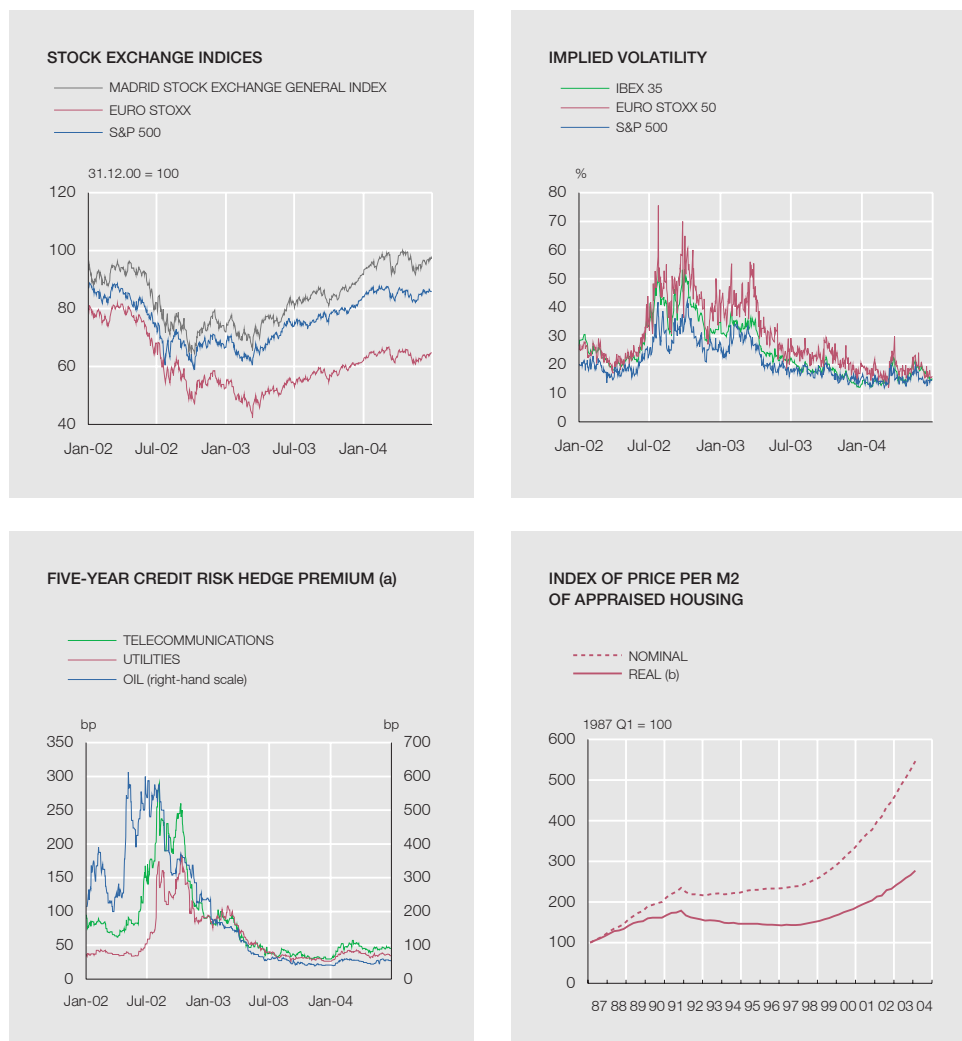 STOCK EXCHANGE INDICES
MADRID STOCK EXCHANGE GENERAL INDEX
EURO STOXX
S&P 500
31.12.00 = 100
120
100
80
60
40
Jan-02 Jul-02 Jan-03 Jul-03 Jan-04
IMPLIED VOLATILITY
IBEX 35
EURO STOXX 50
S&P 500
%
80
70
60
50
40
30
20
10
0
Jan-02 Jul-02 Jan-03 Jul-03 Jan-04
FIVE-YEAR CREDIT RISK HEDGE PREMIUM (a)
TELECOMMUNICATIONS
UTILITIES
OIL (right-hand scale)
bp bp
350 700
300 600
250 500
200 400
150 300
100 200
50 100
0 0
Jan-02 Jul-02 Jan-03 Jul-03 Jan-04
INDEX OF PRICE PER M2
OF APPRAISED HOUSING
NOMINAL
REAL (b)
1987 Q1 = 100
600
500
400
300
200
100
0
87 88 89 90 91 92 93 94 95 96 97 98 99 00 01 02 03 04